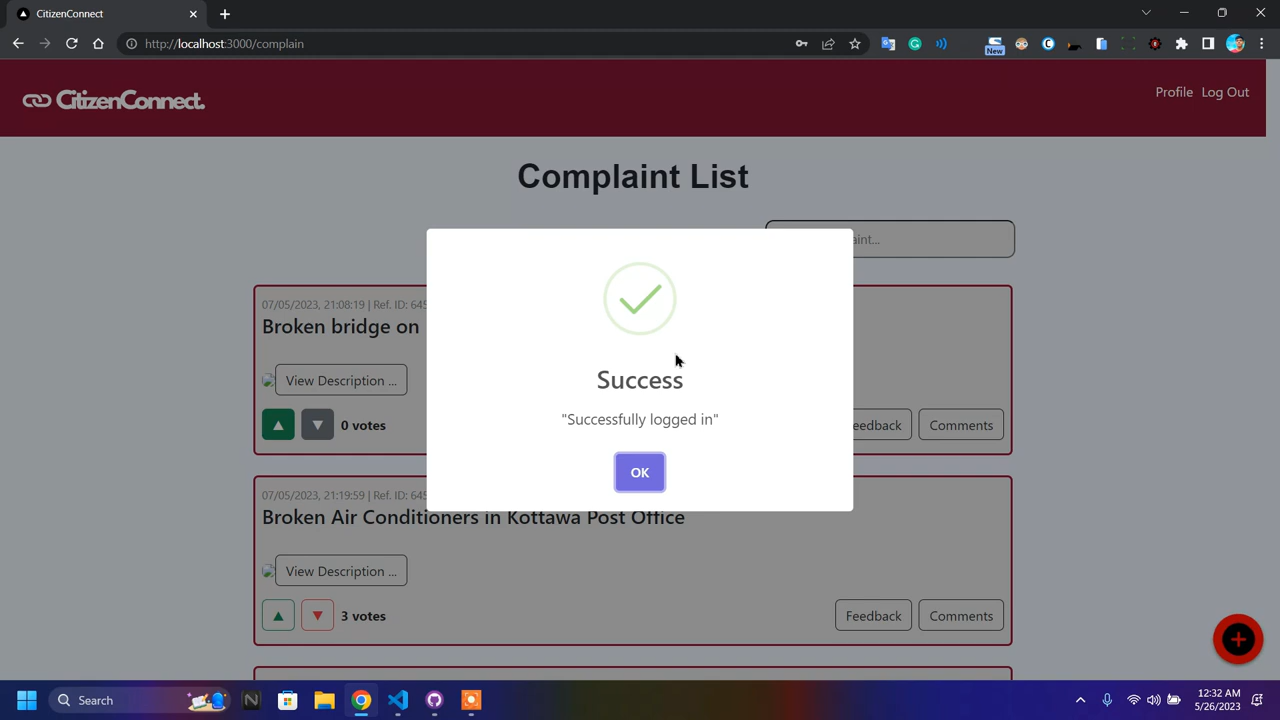 CitizenConnect
http://localhost:3000/complain
New
CitizenConnect.
Profile Log Out
Complaint List
aint...
07/05/2023, 21:08:19 | Ref. ID: 645
Broken bridge on
View Description ...
▲ ▼ 0 votes
eedback Comments
Success
"Successfully logged in"
OK
07/05/2023, 21:19:59 | Ref. ID: 645
Broken Air Conditioners in Kottawa Post Office
View Description ...
▲ ▼ 3 votes
Feedback Comments
Search
12:32 AM
5/26/2023